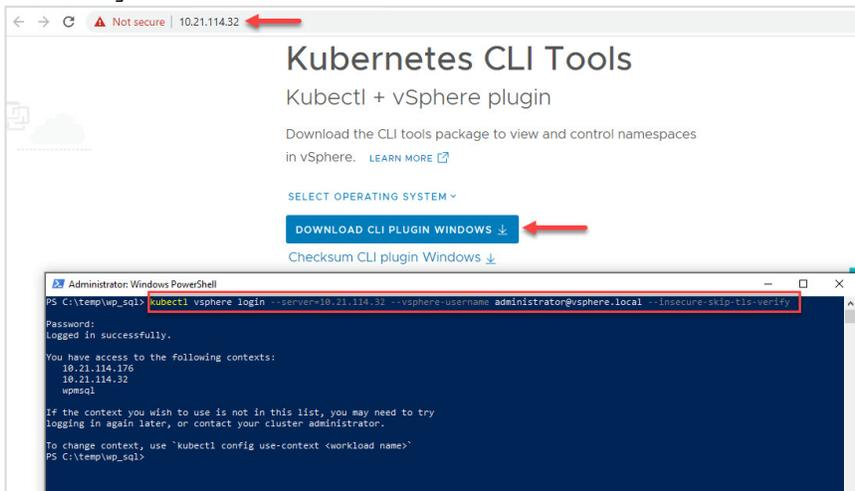 Not secure | 10.21.114.32
Kubernetes CLI Tools
Kubectl + vSphere plugin
Download the CLI tools package to view and control namespaces
in vSphere. LEARN MORE
SELECT OPERATING SYSTEM
DOWNLOAD CLI PLUGIN WINDOWS
Checksum CLI plugin Windows
Administrator: Windows PowerShell
PS C:\temp\wp_sql> kubectl vsphere login --server=10.21.114.32 --vsphere-username administrator@vsphere.local --insecure-skip-tls-verify
Password:
Logged in successfully.
You have access to the following contexts:
10.21.114.176
10.21.114.32
wpmsql
If the context you wish to use is not in this list, you may need to try
logging in again later, or contact your cluster administrator.
To change context, use `kubectl config use-context <workload name>`
PS C:\temp\wp_sql>